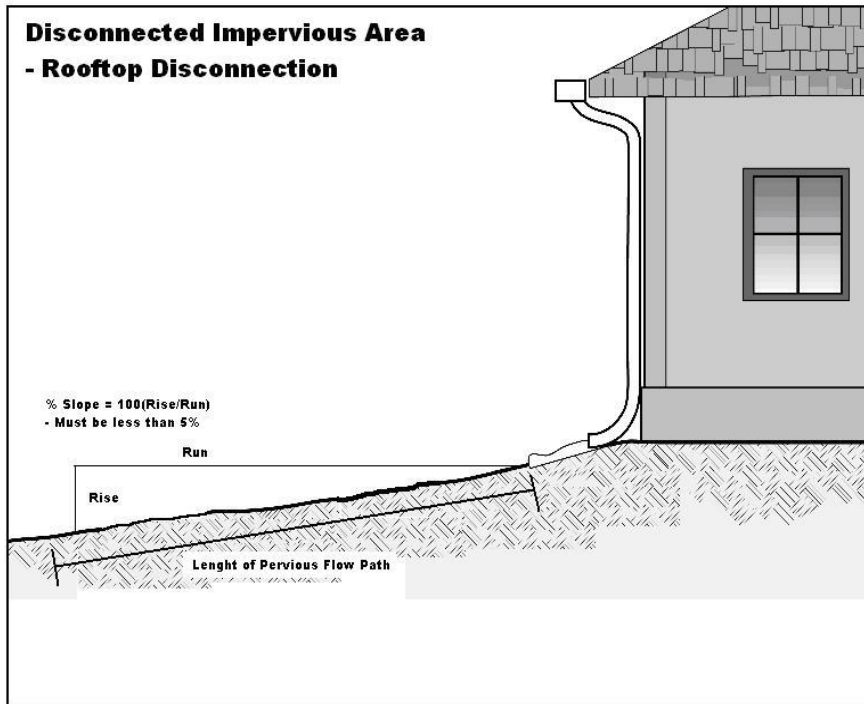 Disconnected Impervious Area
- Rooftop Disconnection
% Slope = 100(Rise/Run)
- Must be less than 5%
Run
Rise
Lenght of Pervious Flow Path